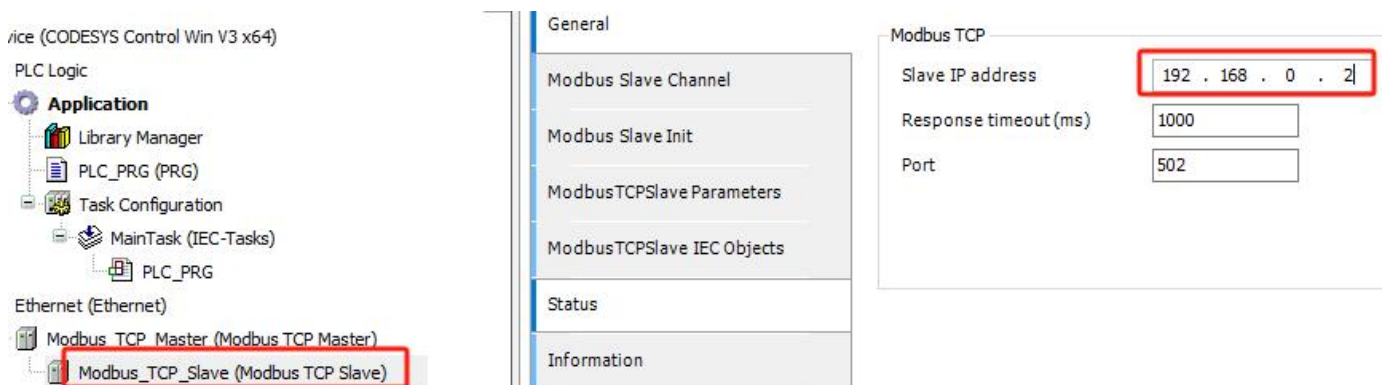 vice (CODESYS Control Win V3 x64)
PLC Logic
Application
Library Manager
PLC_PRG (PRG)
Task Configuration
MainTask (IEC-Tasks)
PLC_PRG
Ethernet (Ethernet)
Modbus_TCP_Master (Modbus TCP Master)
Modbus_TCP_Slave (Modbus TCP Slave)
General
Modbus Slave Channel
Modbus Slave Init
ModbusTCPSlave Parameters
ModbusTCPSlave IEC Objects
Status
Information
Modbus TCP
Slave IP address 192 . 168 . 0 . 2
Response timeout (ms) 1000
Port 502